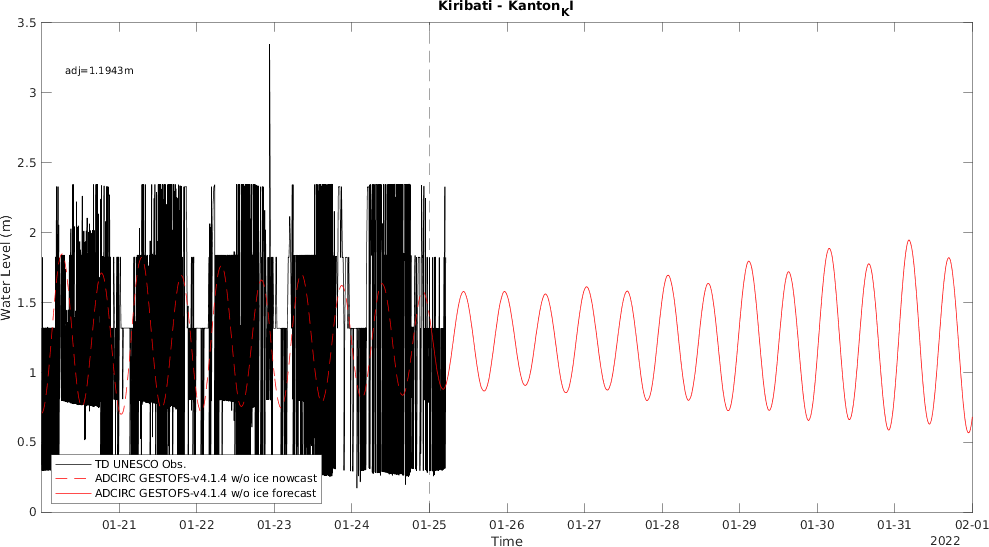 Kiribati - Kanton_KI
adj=1.1943m
3.5
3
2.5
2
1.5
1
0.5
0
Water Level (m)
TD UNESCO Obs.
ADCIRC GESTOFS-v4.1.4 w/o ice nowcast
ADCIRC GESTOFS-v4.1.4 w/o ice forecast
01-21 01-22 01-23 01-24 01-25 01-26 01-27 01-28 01-29 01-30 01-31 02-01
Time
2022